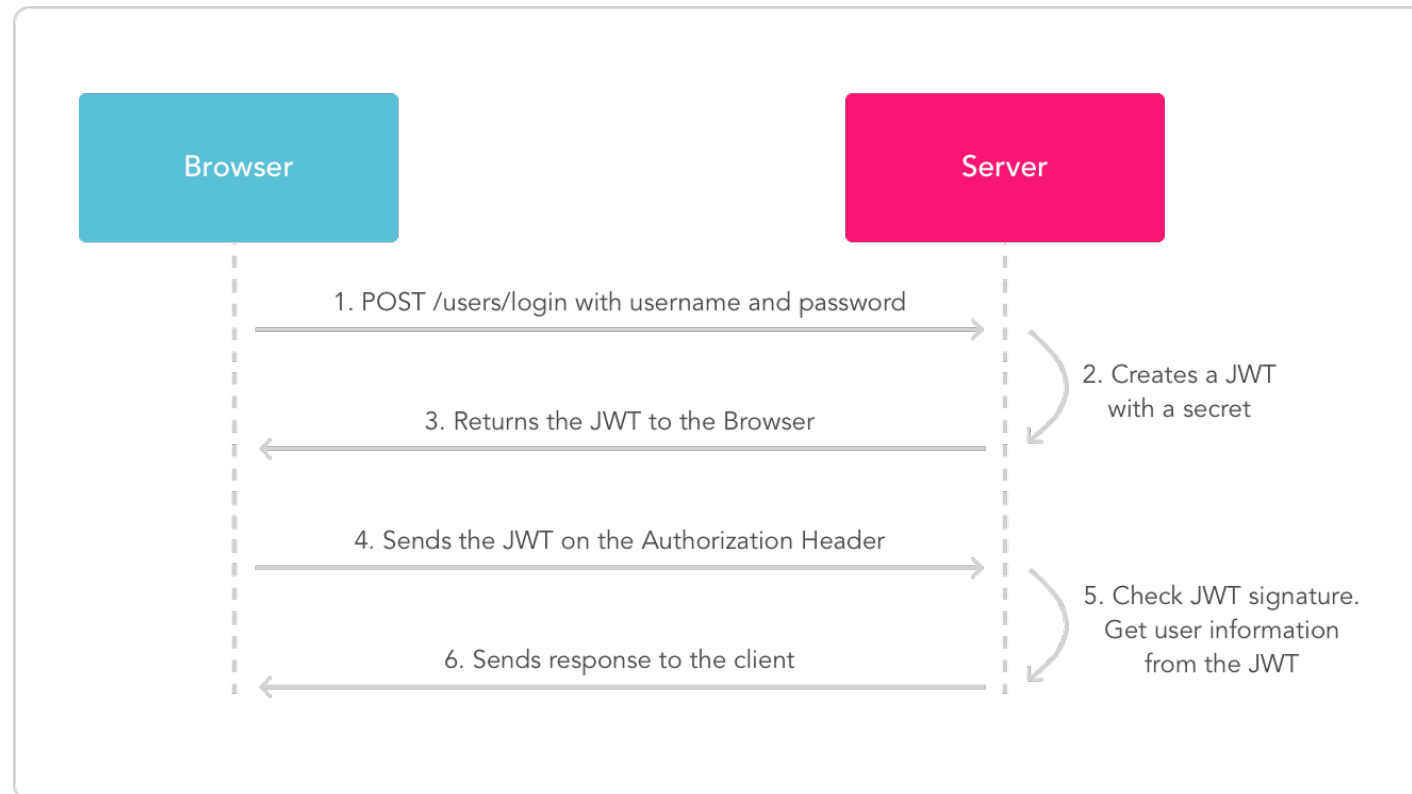 Browser
Server
1. POST /users/login with username and password
2. Creates a JWT
with a secret
3. Returns the JWT to the Browser
4. Sends the JWT on the Authorization Header
5. Check JWT signature.
Get user information
from the JWT
6. Sends response to the client